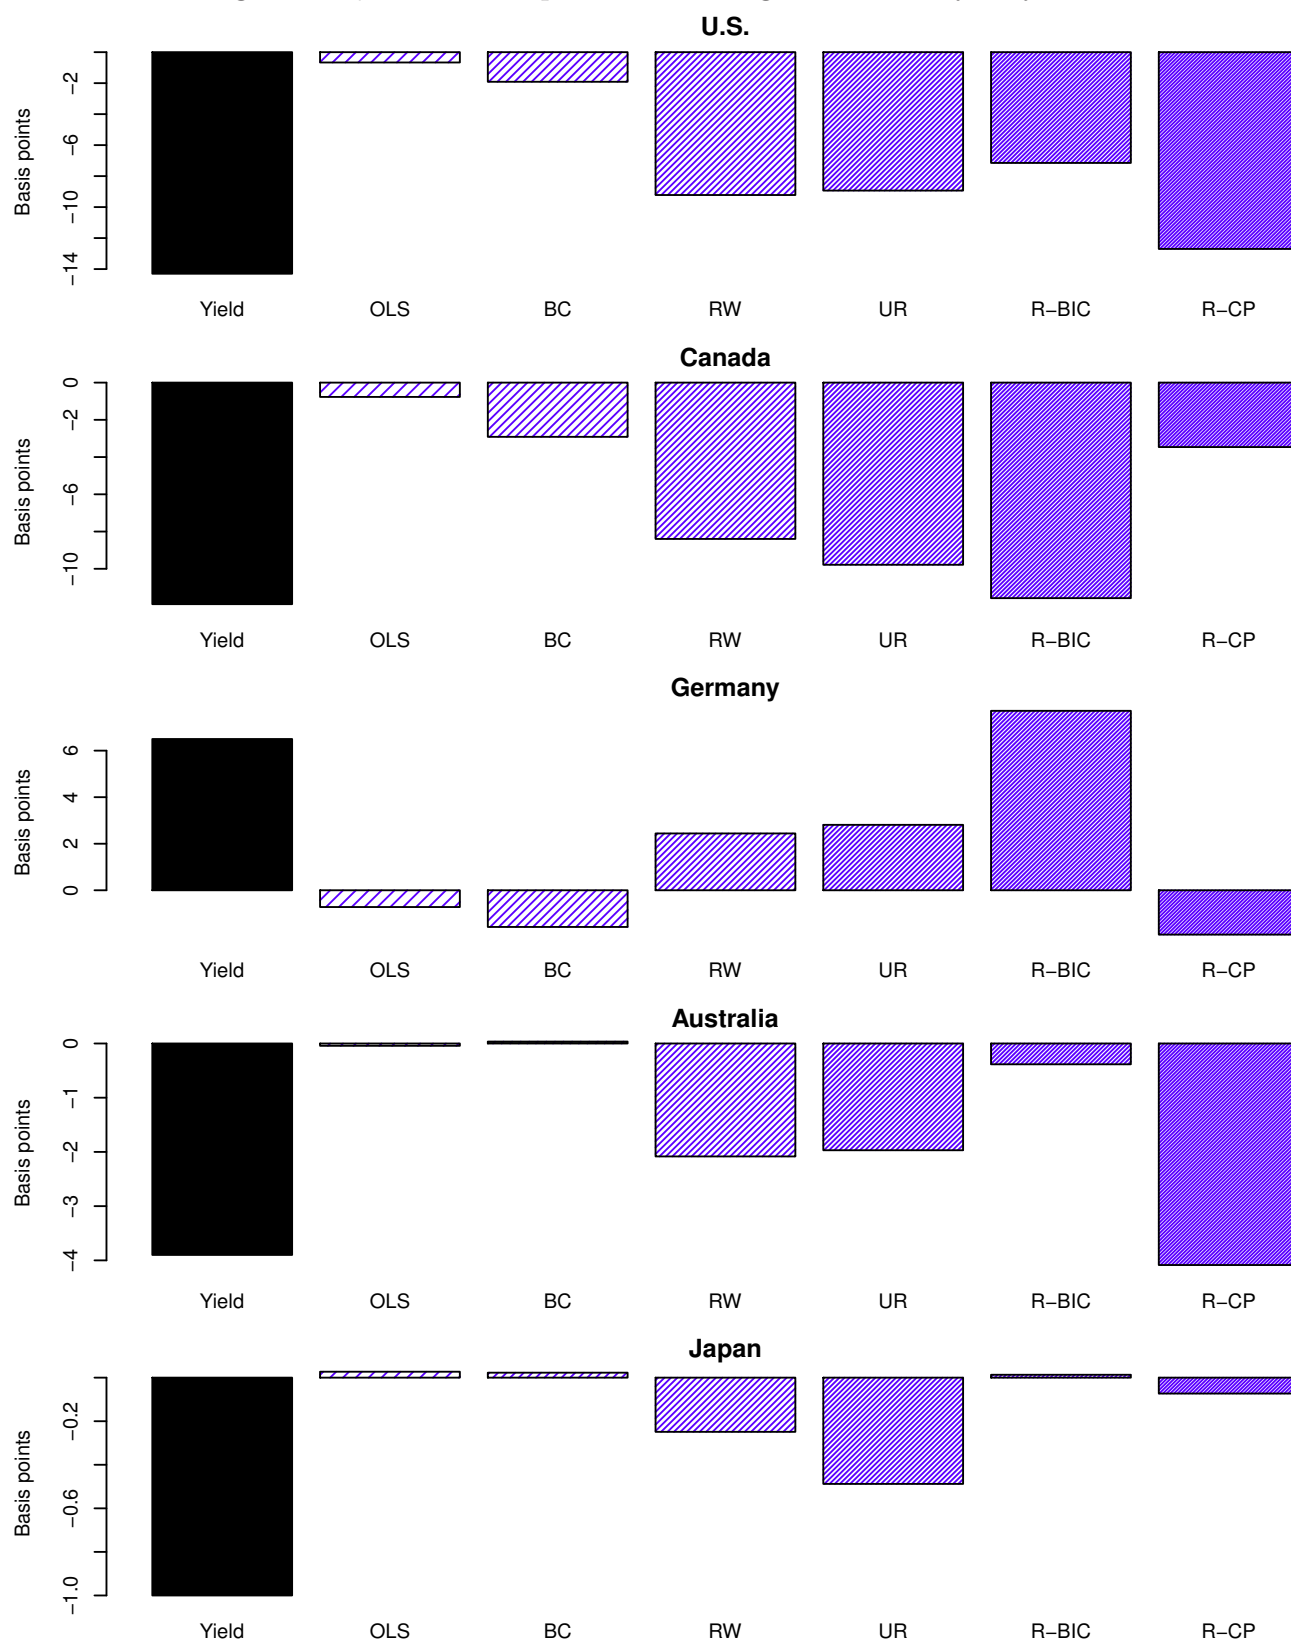 U.S.
Basis points
-2
-6
-10
-14
Yield OLS BC RW UR R-BIC R-CP
Canada
Basis points
0
-2
-6
-10
Yield OLS BC RW UR R-BIC R-CP
Germany
Basis points
6
4
2
0
Yield OLS BC RW UR R-BIC R-CP
Australia
Basis points
0
-1
-2
-3
-4
Yield OLS BC RW UR R-BIC R-CP
Japan
Basis points
-0.2
-0.6
-1.0
Yield OLS BC RW UR R-BIC R-CP